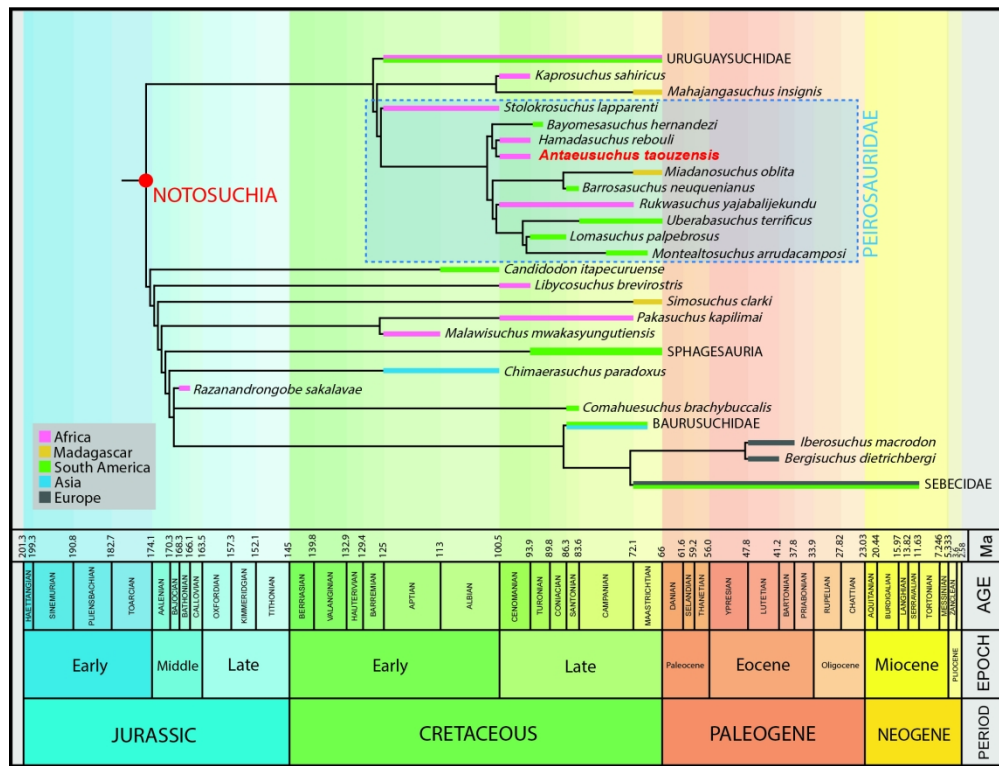 URUGUAYSUCHIDAE
Kaprosuchus sahiricus
Mahajangasuchus insignis
Stolokrosuchus lapparenti
Bayomesasuchus hernandezi
Hamadasuchus rebouli
Antaeusuchus taouzensis
Miadanosuchus oblita
Barrosasuchus neuquenianus
Rukwasuchus yajabalijekundu
Uberabasuchus terrificus
Lomasuchus palpebrosus
Montealtosuchus arrudacamposi
PEIROSAURIDAE
NOTOSUCHIA
Candidodon itapecuruense
Libycosuchus brevirostris
Simosuchus clarki
Pakasuchus kapilimai
Malawisuchus mwakasyungutiensis
SPHAGESAURIA
Chimaerasuchus paradoxus
Razanandrongobe sakalavae
Comahuesuchus brachybuccalis
BAURUSUCHIDAE
Iberosuchus macrodon
Bergisuchus dietrichbergi
SEBECIDAE
Africa
Madagascar
South America
Asia
Europe
201.3 199.3 190.8 182.7 174.1 170.3 168.3 166.1 163.5 157.3 152.1 145 139.8 132.9 129.4 125 113 100.5 93.9 89.8 86.3 83.6 72.1 66 61.6 59.2 56.0 47.8 41.2 37.8 33.9 27.82 23.03 20.44 15.97 13.82 11.63 7.246 5.333 3.6 2.58 Ma
HAETTANGIAN SINEMURIAN PLIENSBACHIAN TOARCIAN AALENIAN BAJOCIAN BATHONIAN CALLOVIAN OXFORDIAN KIMMERIDGIAN TITHONIAN BERRIASIAN VALANGINIAN HAUTERIVIAN BARREMIAN APTIAN ALBIAN CENOMANIAN TURONIAN CONIACIAN SANTONIAN CAMPANIAN MAASTRICHTIAN DANIAN SELANDIAN THANETIAN YPRESIAN LUTETIAN BARTONIAN PRIABONIAN RUPELIAN CHATTIAN AQUITANIAN BURDIGALIAN LANGHIAN SERRAVALIAN TORTONIAN MESSINIAN ZANCLEAN AGE
Early Middle Late Early Late Paleocene Eocene Oligocene Miocene PLIOCENE EPOCH
JURASSIC CRETACEOUS PALEOGENE NEOGENE PERIOD